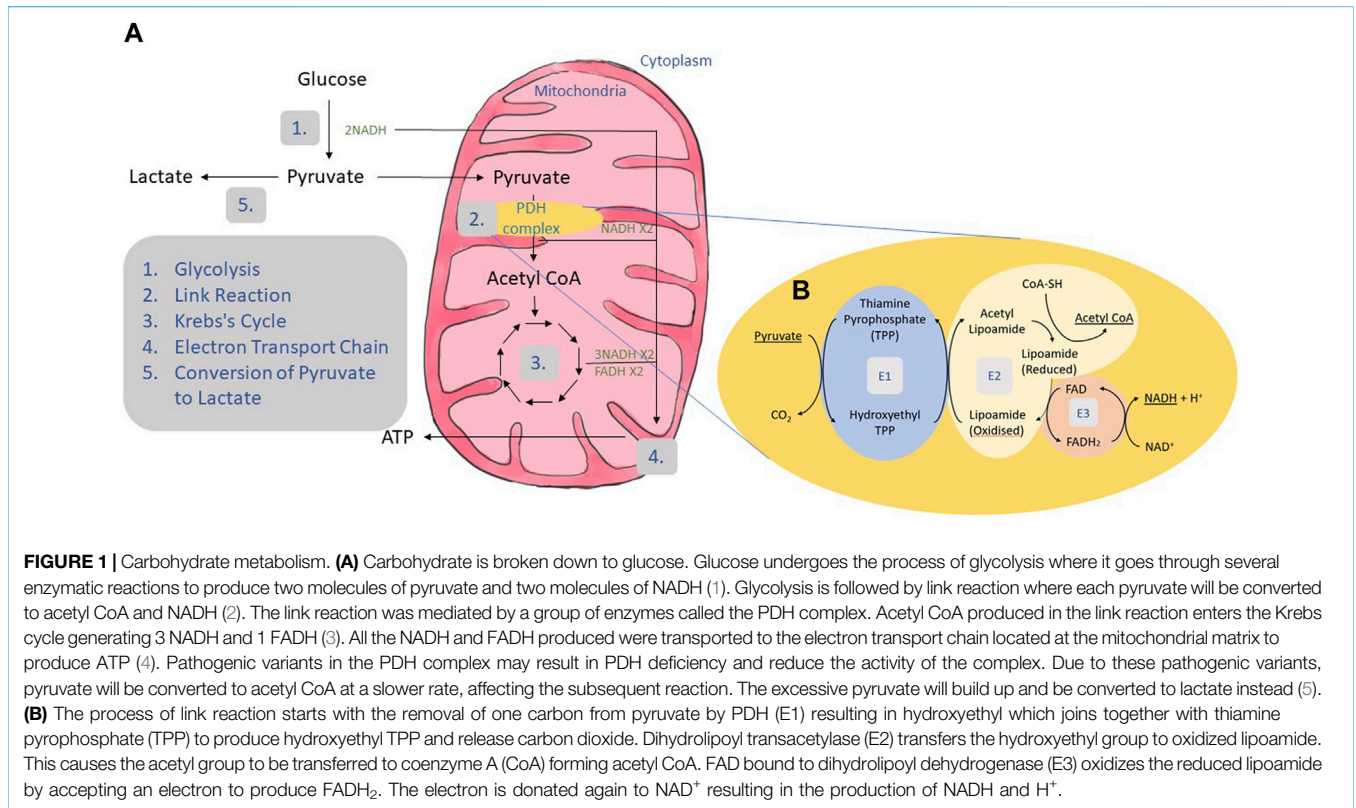 A
Cytoplasm
Mitochondria
Glucose
1.
2NADH
Lactate
Pyruvate
Pyruvate
5.
2.
PDH
complex
NADH X2
1. Glycolysis
2. Link Reaction
3. Krebs's Cycle
4. Electron Transport Chain
5. Conversion of Pyruvate
to Lactate
Acetyl CoA
3.
3NADH X2
FADH X2
ATP
4.
B
Pyruvate
CO₂
Thiamine
Pyrophosphate
(TPP)
E1
Hydroxyethyl
TPP
CoA-SH
Acetyl
Lipoamide
Acetyl CoA
Lipoamide
(Reduced)
E2
Lipoamide
(Oxidised)
FAD
E3
FADH₂
NADH + H⁺
NAD⁺
FIGURE 1 | Carbohydrate metabolism. (A) Carbohydrate is broken down to glucose. Glucose undergoes the process of glycolysis where it goes through several
enzymatic reactions to produce two molecules of pyruvate and two molecules of NADH (1). Glycolysis is followed by link reaction where each pyruvate will be converted
to acetyl CoA and NADH (2). The link reaction was mediated by a group of enzymes called the PDH complex. Acetyl CoA produced in the link reaction enters the Krebs
cycle generating 3 NADH and 1 FADH (3). All the NADH and FADH produced were transported to the electron transport chain located at the mitochondrial matrix to
produce ATP (4). Pathogenic variants in the PDH complex may result in PDH deficiency and reduce the activity of the complex. Due to these pathogenic variants,
pyruvate will be converted to acetyl CoA at a slower rate, affecting the subsequent reaction. The excessive pyruvate will build up and be converted to lactate instead (5).
(B) The process of link reaction starts with the removal of one carbon from pyruvate by PDH (E1) resulting in hydroxyethyl which joins together with thiamine
pyrophosphate (TPP) to produce hydroxyethyl TPP and release carbon dioxide. Dihydrolipoyl transacetylase (E2) transfers the hydroxyethyl group to oxidized lipoamide.
This causes the acetyl group to be transferred to coenzyme A (CoA) forming acetyl CoA. FAD bound to dihydrolipoyl dehydrogenase (E3) oxidizes the reduced lipoamide
by accepting an electron to produce FADH₂. The electron is donated again to NAD⁺ resulting in the production of NADH and H⁺.